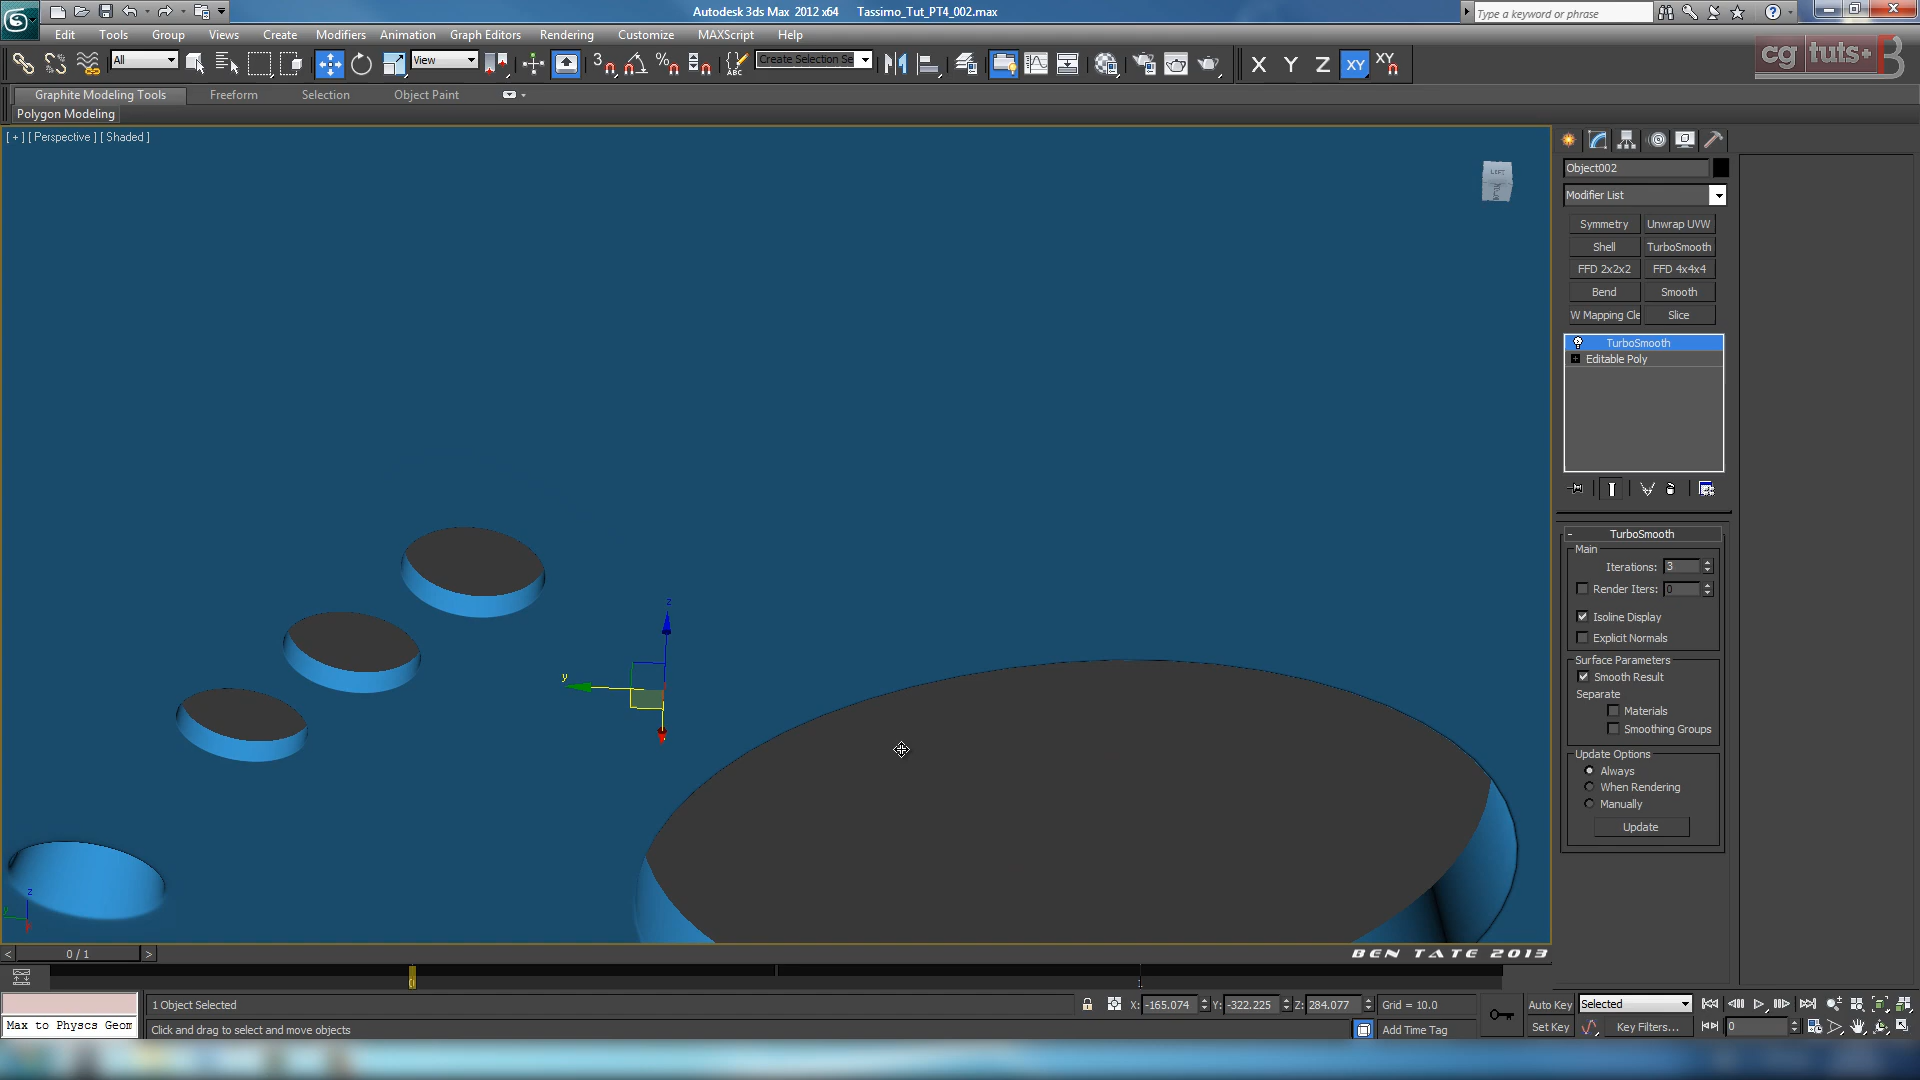 Autodesk 3ds Max 2012 x64 Tassimo_Tut_PT4_002.max
Type a keyword or phrase
Edit Tools Group Views Create Modifiers Animation Graph Editors Rendering Customize MAXScript Help
All View Create Selection Se X Y Z XY XY
cg tuts+
Graphite Modeling Tools Freeform Selection Object Paint
Polygon Modeling
[ + ] [ Perspective ] [ Shaded ]
LEFT
Object002
Modifier List
Symmetry Unwrap UVW
Shell TurboSmooth
FFD 2x2x2 FFD 4x4x4
Bend Smooth
W Mapping Cle Slice
TurboSmooth
Editable Poly
TurboSmooth
Main
Iterations: 3
Render Iters: 0
Isoline Display
Explicit Normals
Surface Parameters
Smooth Result
Separate
Materials
Smoothing Groups
Update Options
Always
When Rendering
Manually
Update
z
y
z
y
0 / 1
BEN TATE 2013
0 1
1 Object Selected X: -165.074 Y: -322.225 Z: 284.077 Grid = 10.0 Auto Key Selected
Max to Physcs Geom Click and drag to select and move objects Add Time Tag Set Key Key Filters... 0